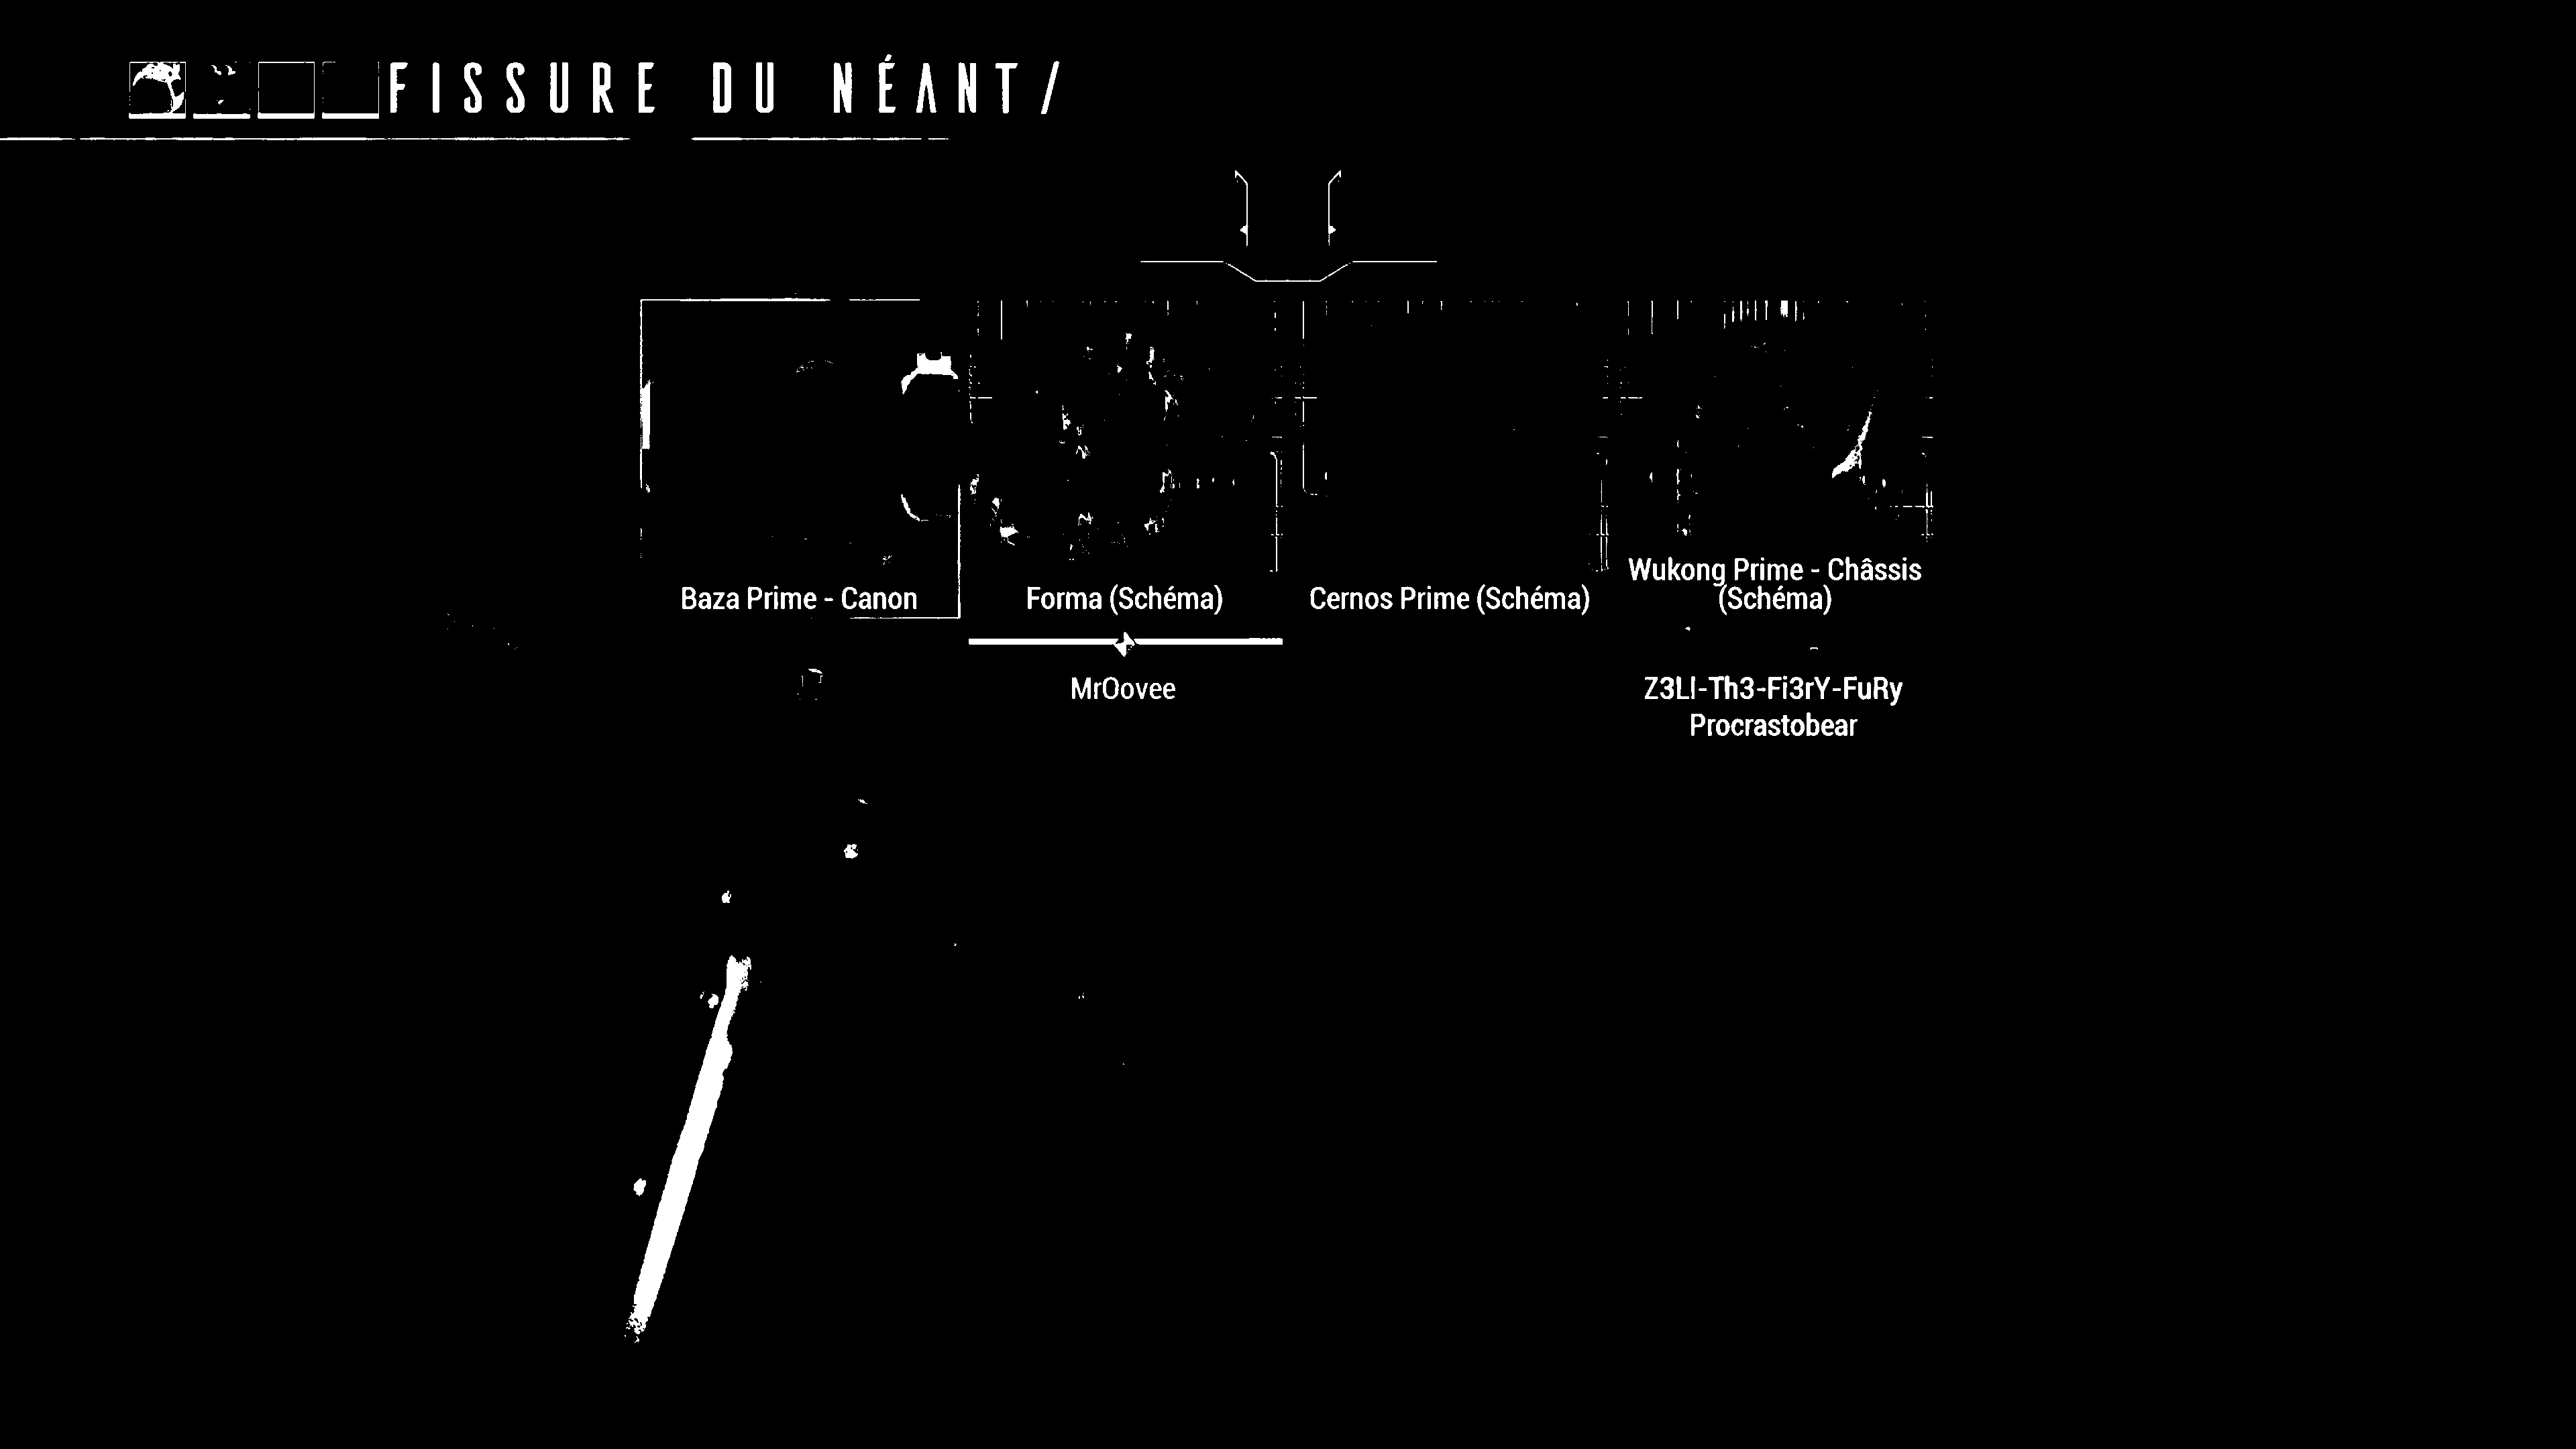 FISSURE DU NÉANT/
Baza Prime - Canon
Forma (Schéma)
Cernos Prime (Schéma)
Wukong Prime - Châssis
(Schéma)
MrOovee
Z3LI-Th3-Fi3rY-FuRy
Procrastobear